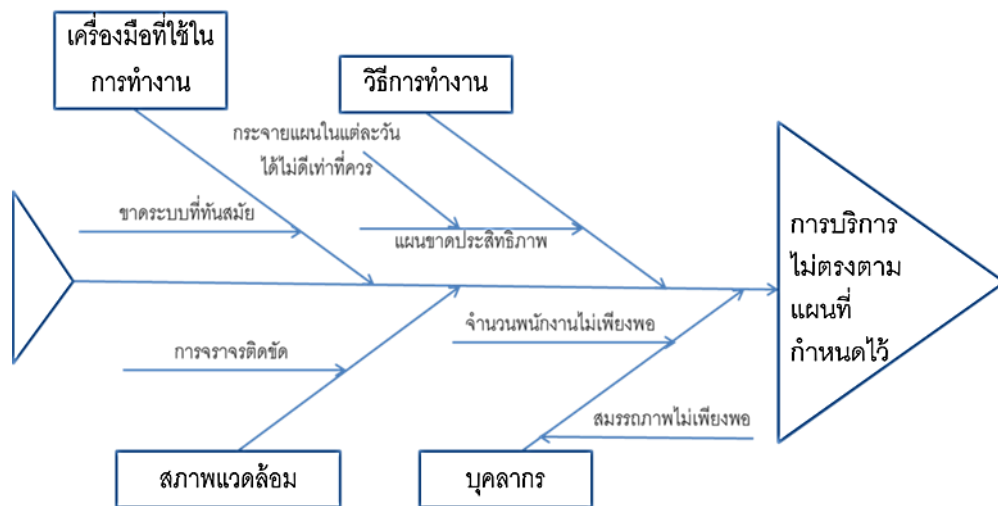 เครื่องมือที่ใช้ใน
การทำงาน
วิธีการทำงาน
กระจายแผนในแต่ละวัน
ได้ไม่ดีเท่าที่ควร
ขาดระบบที่ทันสมัย
แผนขาดประสิทธิภาพ
การบริการ
ไม่ตรงตาม
แผนที่
กำหนดไว้
จำนวนพนักงานไม่เพียงพอ
การจราจรติดขัด
สมรรถภาพไม่เพียงพอ
สภาพแวดล้อม
บุคลากร